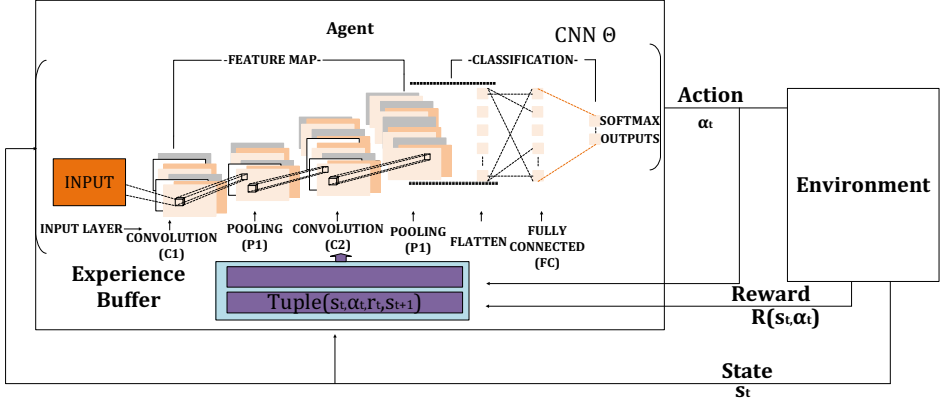 Agent
CNN Θ
-FEATURE MAP-
-CLASSIFICATION-
Action
αt
SOFTMAX
OUTPUTS
INPUT
Environment
INPUT LAYER
CONVOLUTION
(C1)
POOLING
(P1)
CONVOLUTION
(C2)
POOLING
(P1)
FLATTEN
FULLY
CONNECTED
(FC)
Experience
Buffer
Tuple(st,αt,rt,st+1)
Reward
R(st,αt)
State
st